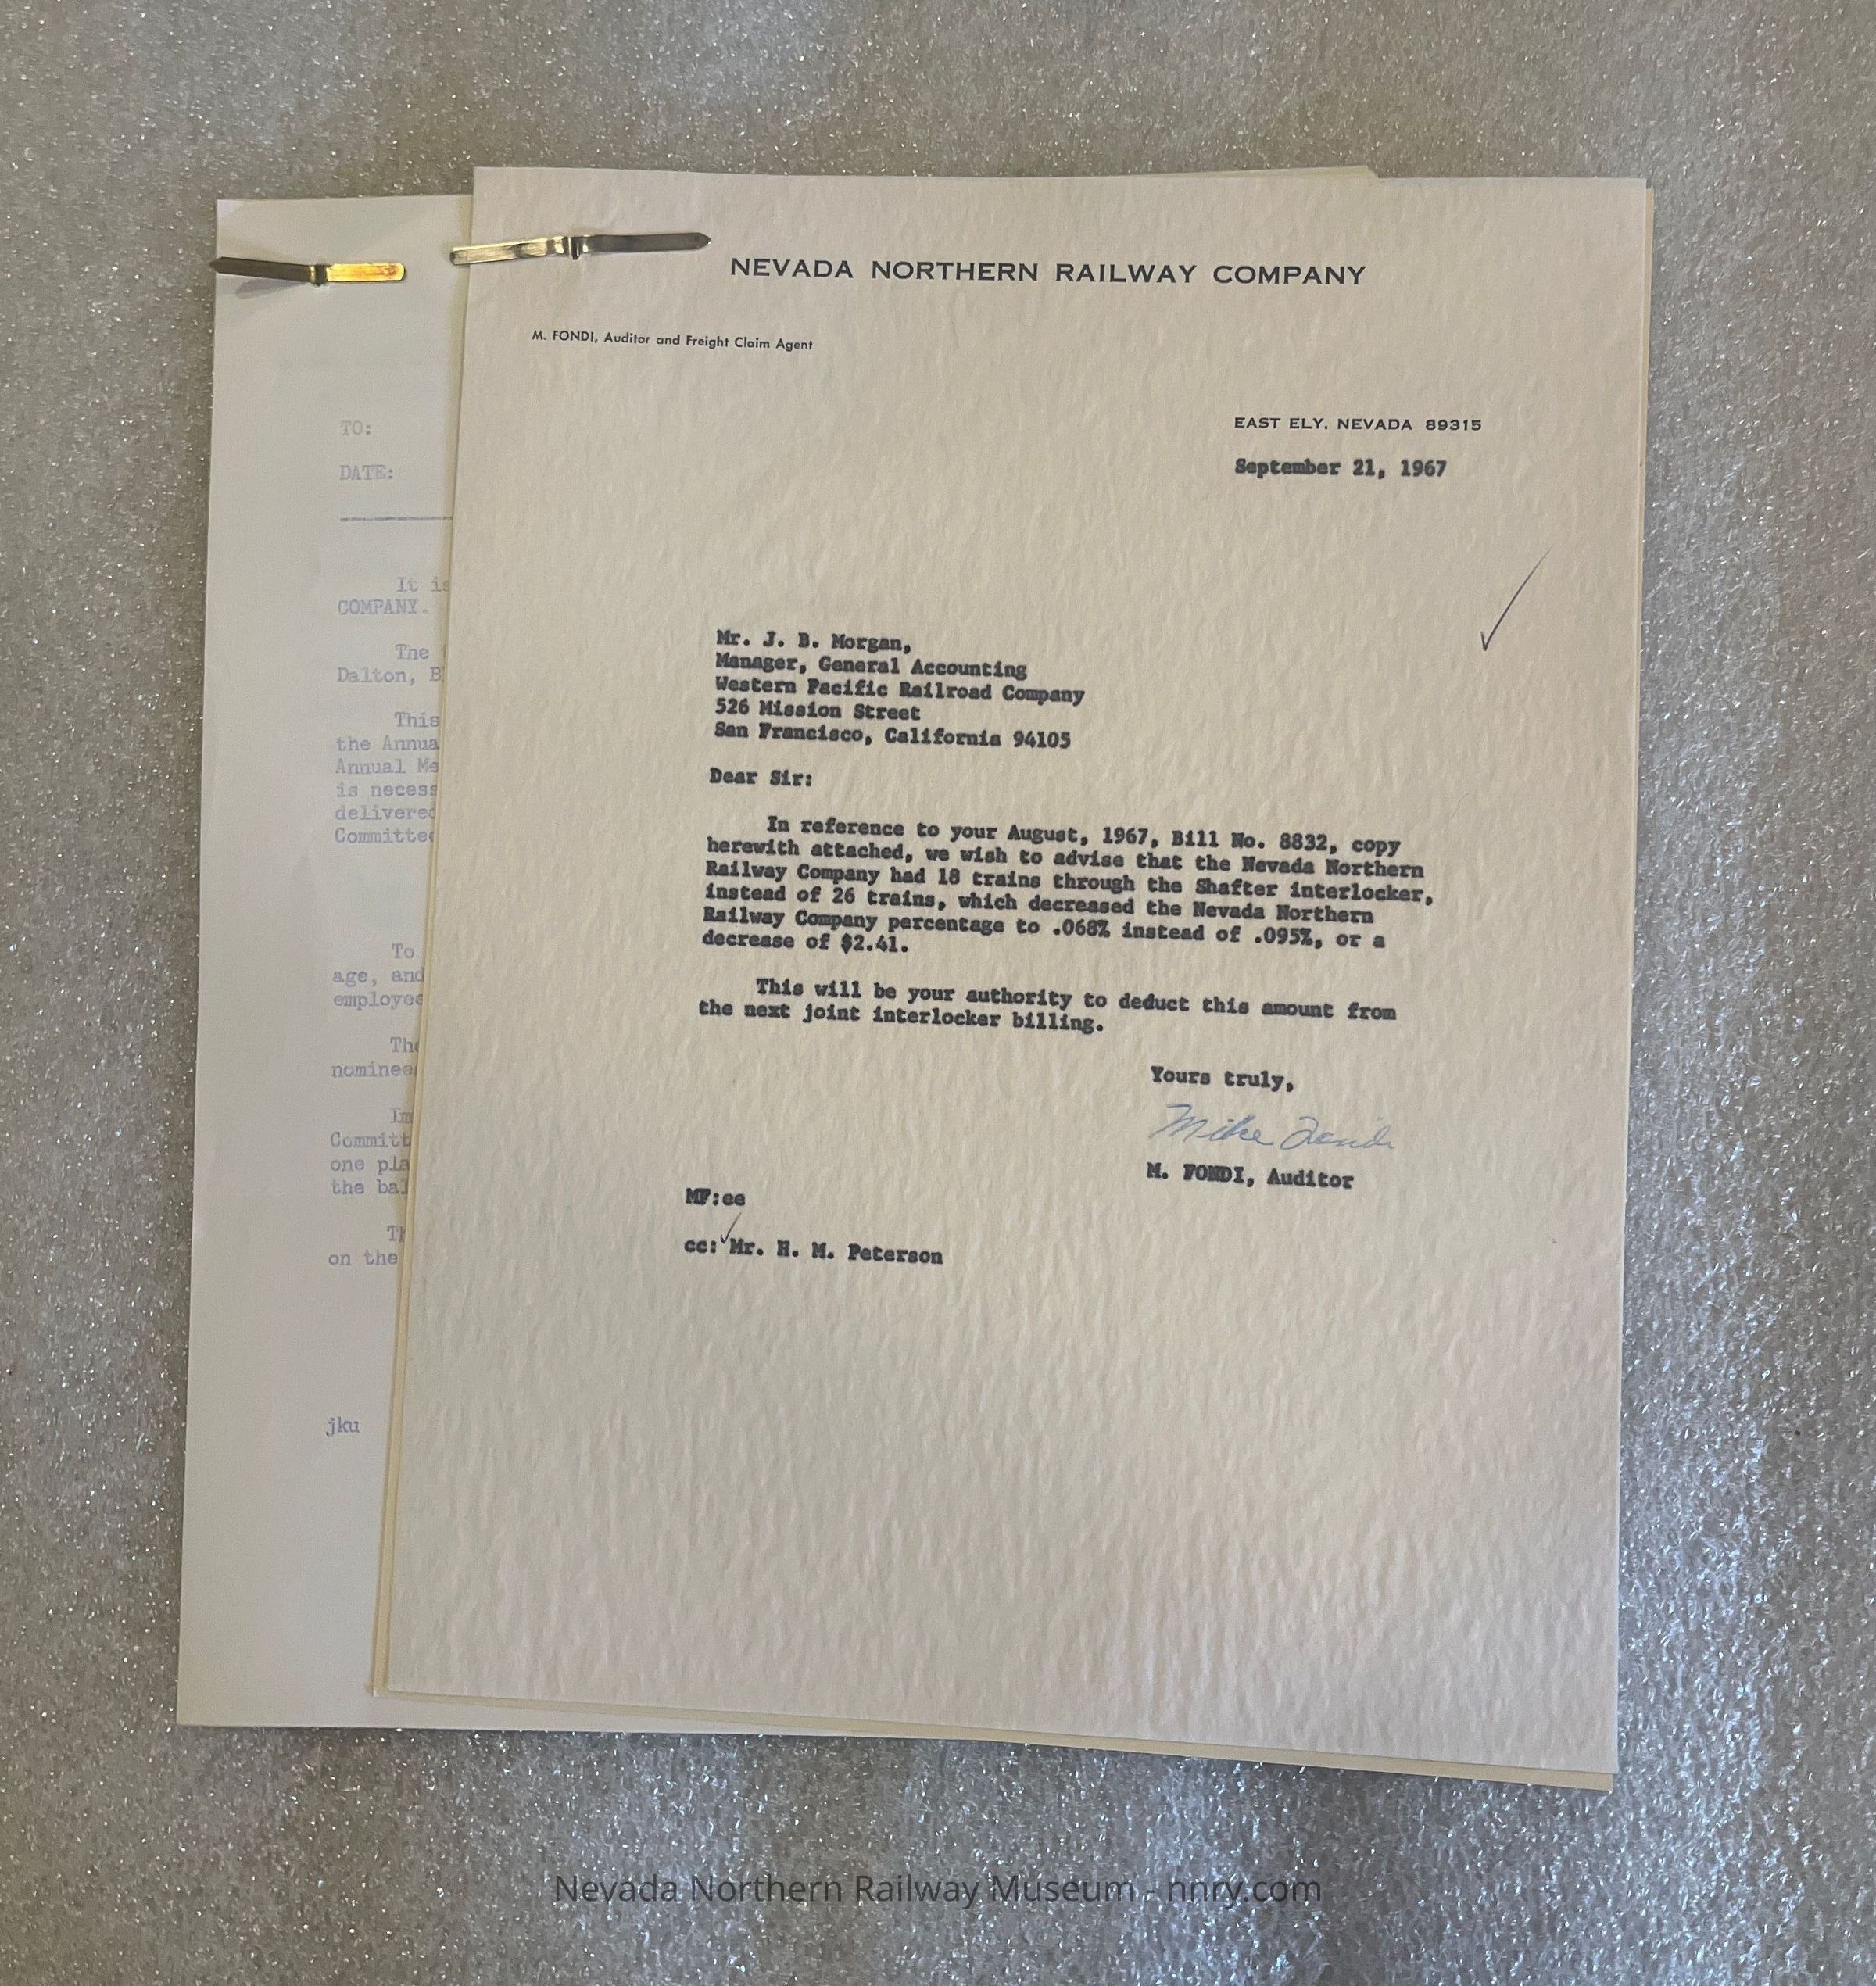 NEVADA NORTHERN RAILWAY COMPANY
M. FONDI, Auditor and Freight Claim Agent
EAST ELY, NEVADA 89315
September 21, 1967
Mr. J. B. Morgan,
Manager, General Accounting
Western Pacific Railroad Company
526 Mission Street
San Francisco, California 94105
Dear Sir:
In reference to your August, 1967, Bill No. 8832, copy
herewith attached, we wish to advise that the Nevada Northern
Railway Company had 18 trains through the Shafter interlocker,
instead of 26 trains, which decreased the Nevada Northern
Railway Company percentage to .068% instead of .095%, or a
decrease of $2.41.
This will be your authority to deduct this amount from
the next joint interlocker billing.
Yours truly,
Mike Fondi
M. FONDI, Auditor
MF:ee
cc: Mr. H. M. Peterson
TO:
DATE:
It is
COMPANY.
The
Dalton, B
This
the Annua
Annual Me
is necess
delivered
Committee
To
age, and
employee
The
nominee
Im
Committ
one pla
the bal
Th
on the
jku
Nevada Northern Railway Museum - nnry.com